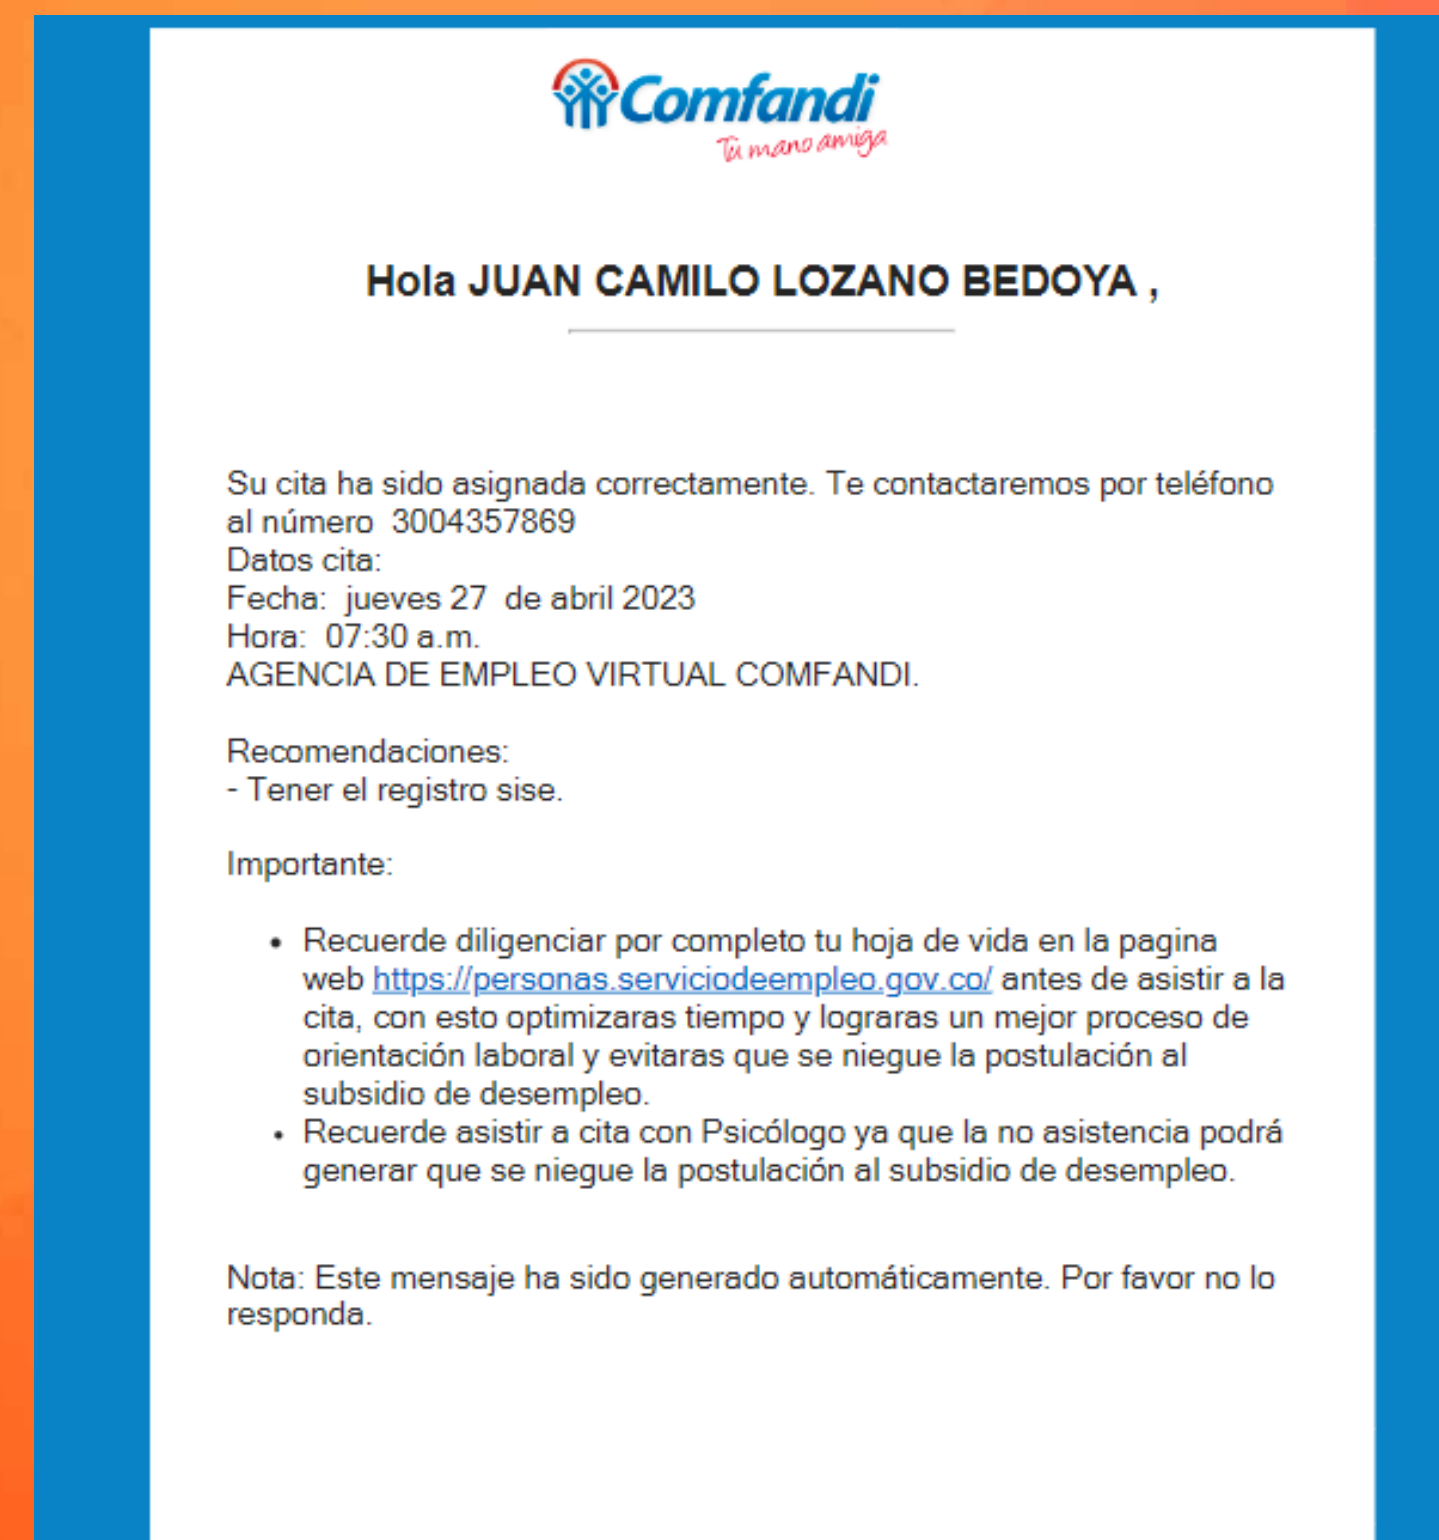 Comfandi
Tu mano amiga
Hola JUAN CAMILO LOZANO BEDOYA ,
Su cita ha sido asignada correctamente. Te contactaremos por teléfono
al número  3004357869
Datos cita:
Fecha:  jueves 27  de abril 2023
Hora:  07:30 a.m.
AGENCIA DE EMPLEO VIRTUAL COMFANDI.
Recomendaciones:
- Tener el registro sise.
Importante:
• Recuerde diligenciar por completo tu hoja de vida en la pagina
web https://personas.serviciodeempleo.gov.co/ antes de asistir a la
cita, con esto optimizaras tiempo y lograras un mejor proceso de
orientación laboral y evitaras que se niegue la postulación al
subsidio de desempleo.
• Recuerde asistir a cita con Psicólogo ya que la no asistencia podrá
generar que se niegue la postulación al subsidio de desempleo.
Nota: Este mensaje ha sido generado automáticamente. Por favor no lo
responda.